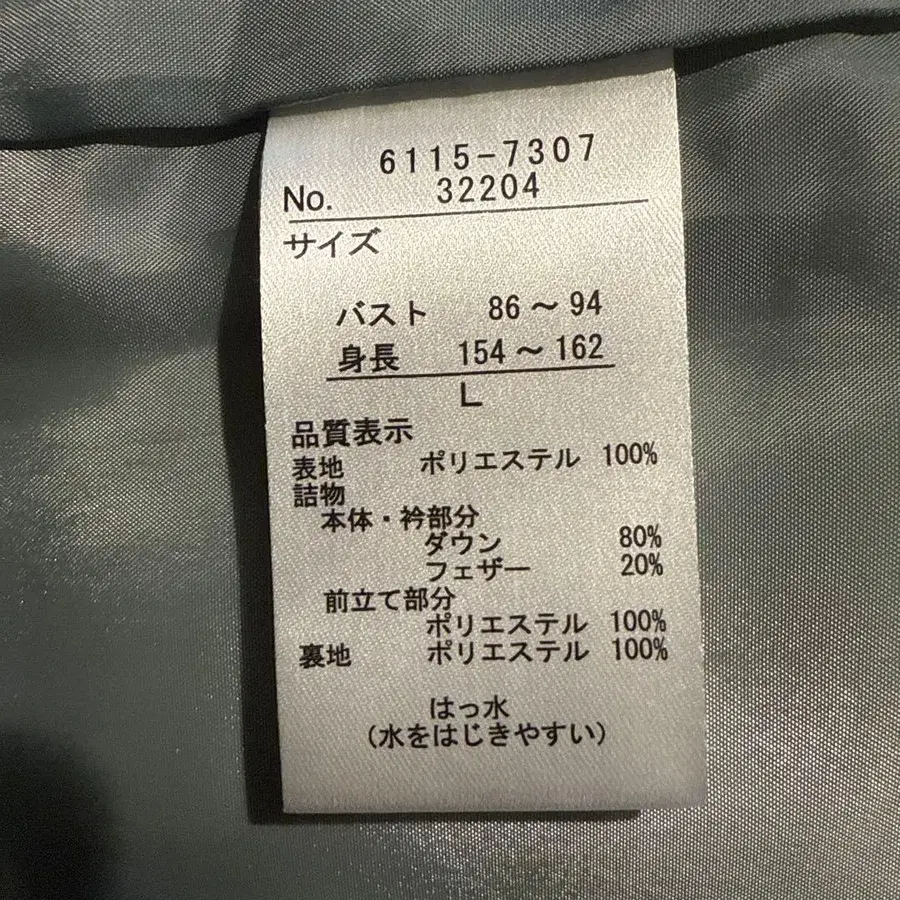 6115-7307
No. 32204
サイズ
バスト 86～94
身長 154～162
L
品質表示
表地 ポリエステル 100%
詰物
本体・衿部分
ダウン 80%
フェザー 20%
前立て部分
ポリエステル 100%
裏地 ポリエステル 100%
はっ水
(水をはじきやすい)